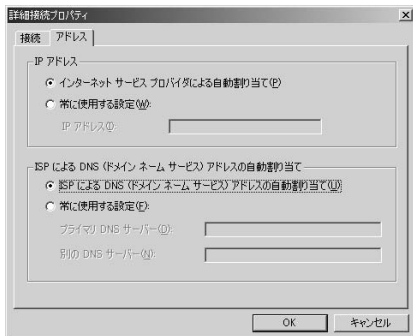 詳細接続プロパティ
接続 アドレス
IP アドレス
インターネット サービス プロバイダによる自動割り当て(P)
常に使用する設定(W):
IP アドレス(I):
ISP による DNS (ドメイン ネーム サービス) アドレスの自動割り当て
ISP による DNS (ドメイン ネーム サービス) アドレスの自動割り当て(U)
常に使用する設定(F):
プライマリ DNS サーバー(D):
別の DNS サーバー(N):
OK キャンセル